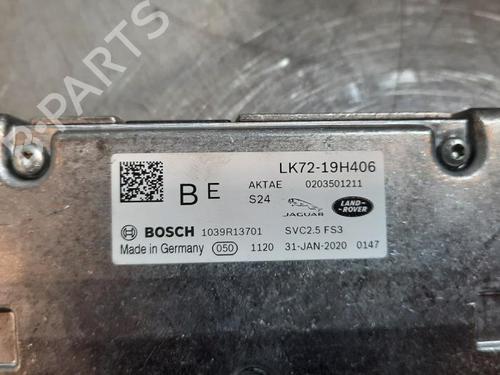 B-PARTS
LK72-19H406
B E AKTAE 0203501211
S24 JAGUAR LAND-ROVER
BOSCH 1039R13701 SVC2.5 FS3
Made in Germany 050 1120 31-JAN-2020 0147